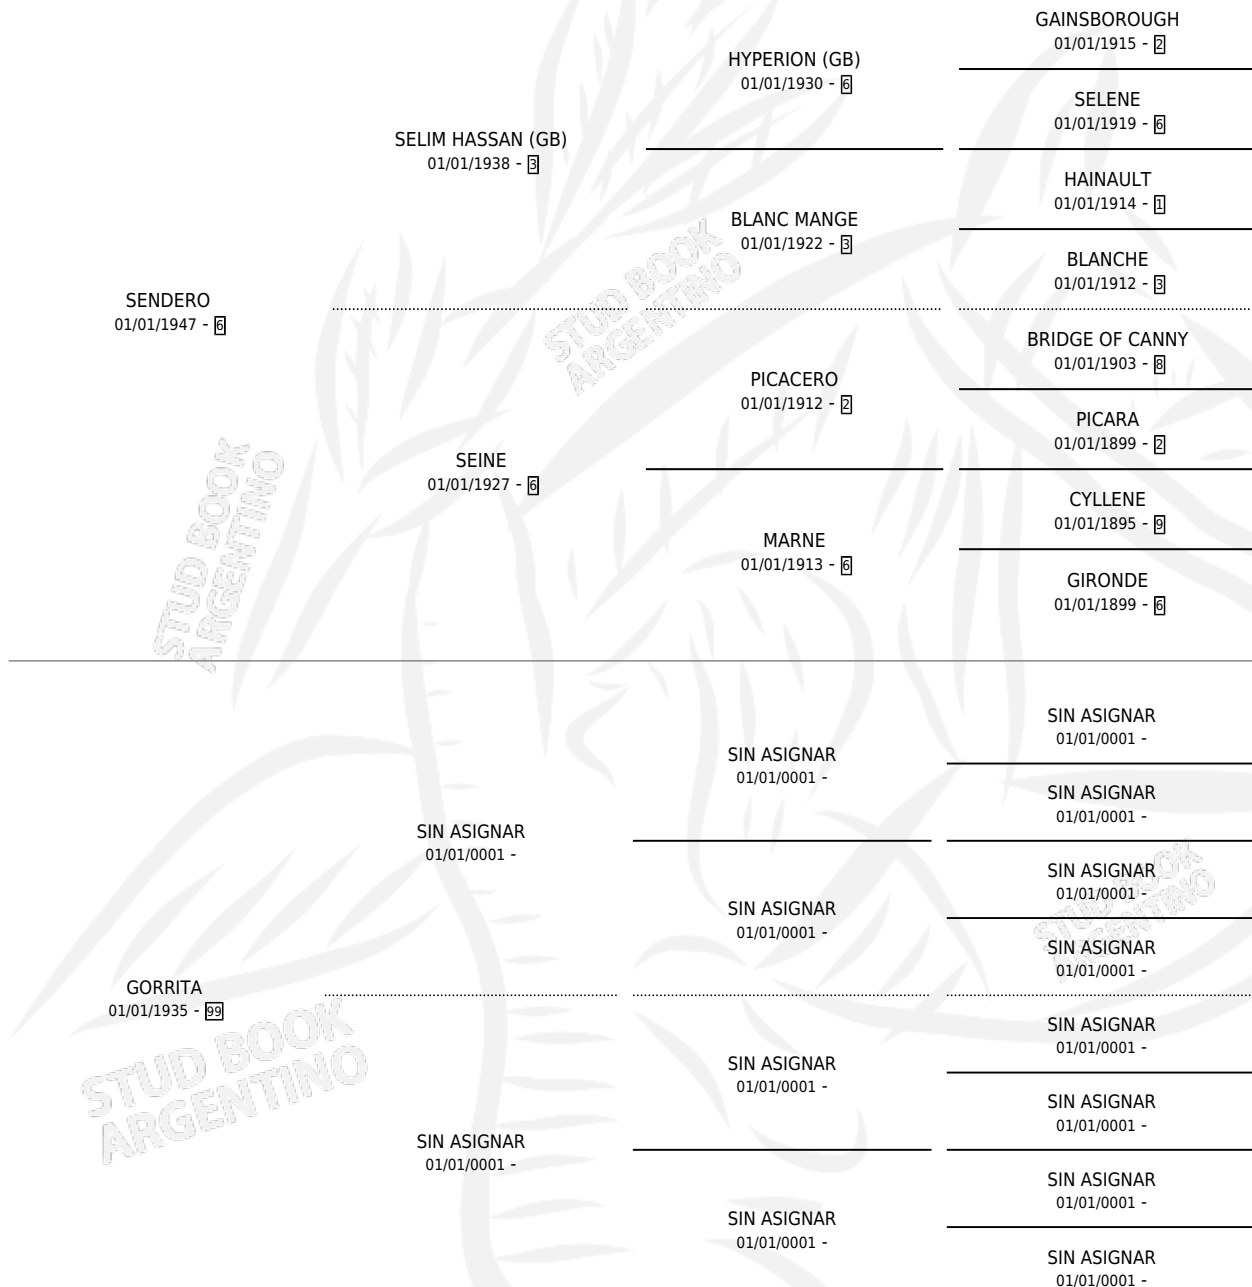 GAINSBOROUGH
01/01/1915 - 2
HYPERION (GB)
01/01/1930 - 6
SELENE
01/01/1919 - 6
SELIM HASSAN (GB)
01/01/1938 - 3
HAINAULT
01/01/1914 - 1
BLANC MANGE
01/01/1922 - 3
BLANCHE
01/01/1912 - 3
SENDERO
01/01/1947 - 6
BRIDGE OF CANNY
01/01/1903 - 8
PICACERO
01/01/1912 - 2
PICARA
01/01/1899 - 2
SEINE
01/01/1927 - 6
CYLLENE
01/01/1895 - 9
MARNE
01/01/1913 - 6
GIRONDE
01/01/1899 - 6
STUD BOOK
ARGENTINO
STUD BOOK
ARGENTINO
SIN ASIGNAR
01/01/0001 -
SIN ASIGNAR
01/01/0001 -
SIN ASIGNAR
01/01/0001 -
SIN ASIGNAR
01/01/0001 -
SIN ASIGNAR
01/01/0001 -
SIN ASIGNAR
01/01/0001 -
SIN ASIGNAR
01/01/0001 -
GORRITA
01/01/1935 - 99
SIN ASIGNAR
01/01/0001 -
SIN ASIGNAR
01/01/0001 -
SIN ASIGNAR
01/01/0001 -
SIN ASIGNAR
01/01/0001 -
SIN ASIGNAR
01/01/0001 -
SIN ASIGNAR
01/01/0001 -
SIN ASIGNAR
01/01/0001 -
STUD BOOK
ARGENTINO
STUD BOOK
ARGENTINO